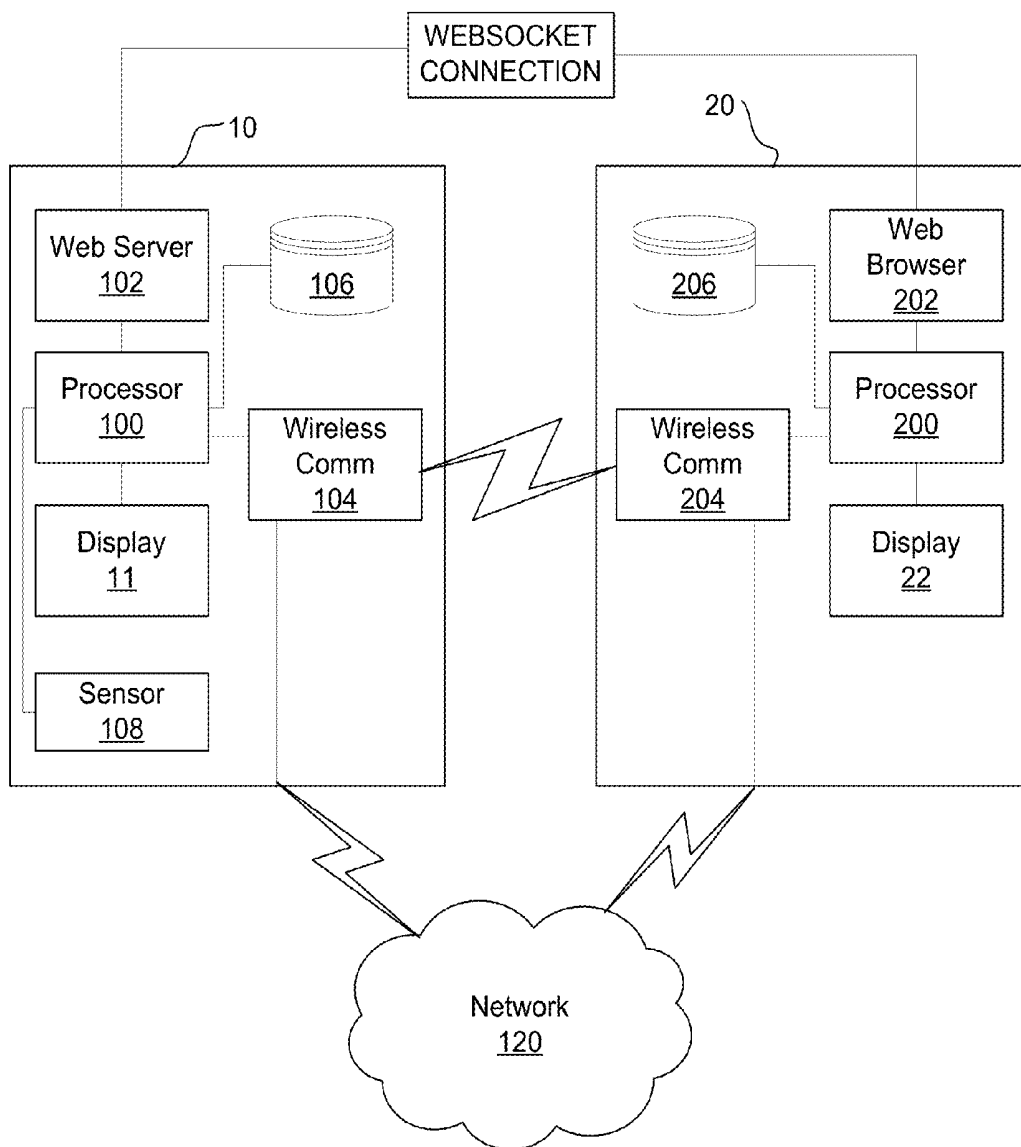 WEBSOCKET
CONNECTION
10
20
Web Server
102
106
Processor
100
Wireless
Comm
104
Display
11
Sensor
108
206
Web
Browser
202
Processor
200
Wireless
Comm
204
Display
22
Network
120